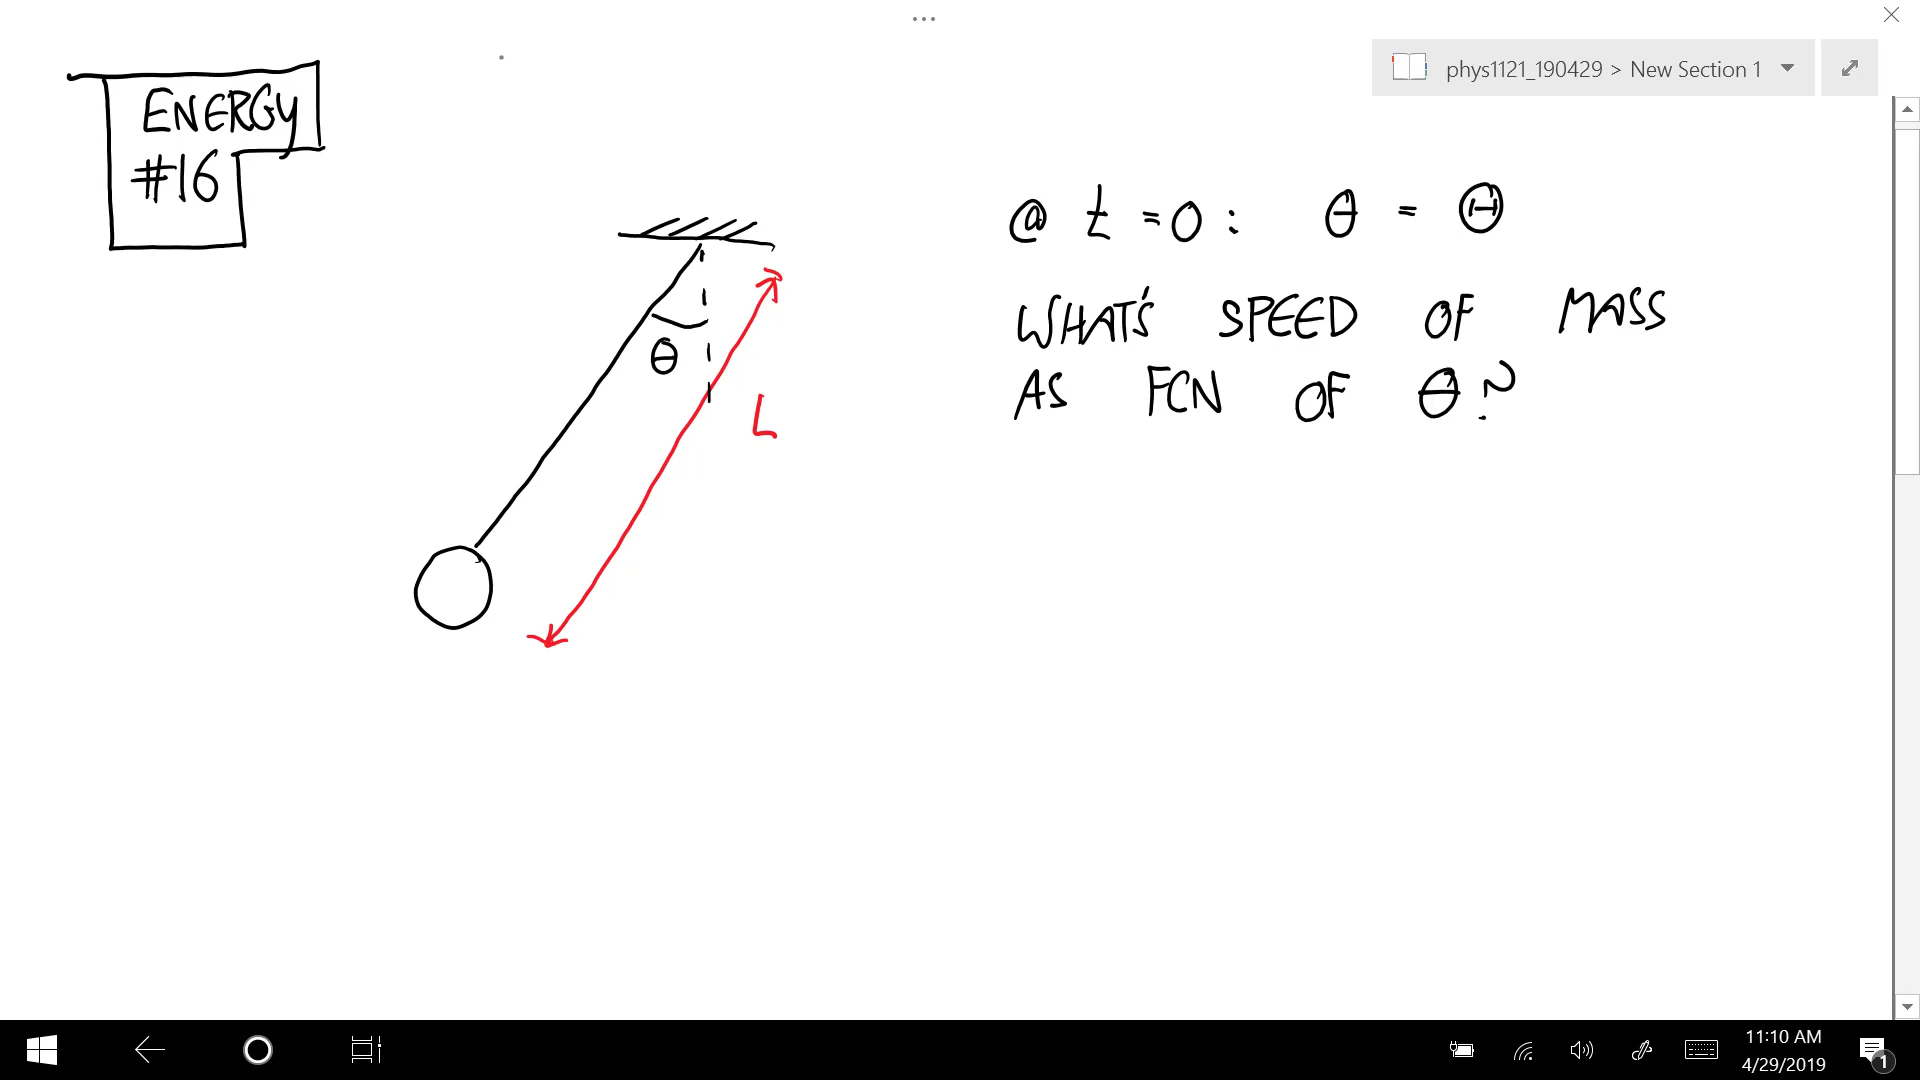 phys1121_190429 > New Section 1
ENERGY
#16
@ t = 0 : θ = Θ
WHAT'S SPEED OF MASS
AS FCN OF θ?
θ
L
11:10 AM
4/29/2019
1